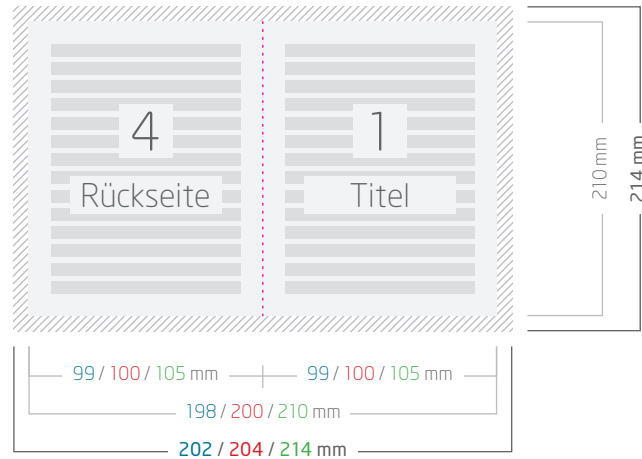 4
1
Rückseite
Titel
210 mm
214 mm
99 / 100 / 105 mm
99 / 100 / 105 mm
198 / 200 / 210 mm
202 / 204 / 214 mm